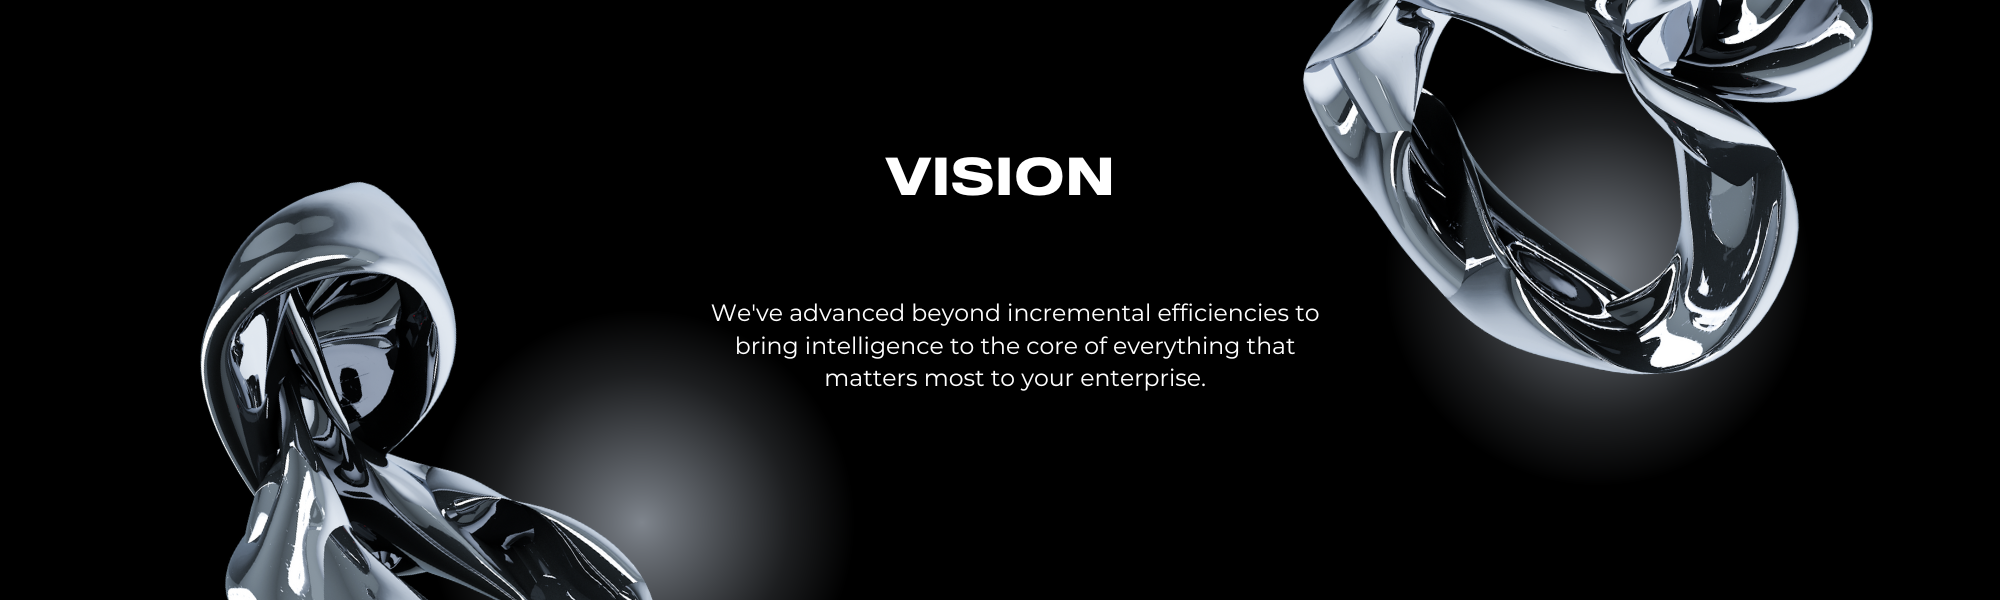 VISION
We've advanced beyond incremental efficiencies to
bring intelligence to the core of everything that
matters most to your enterprise.